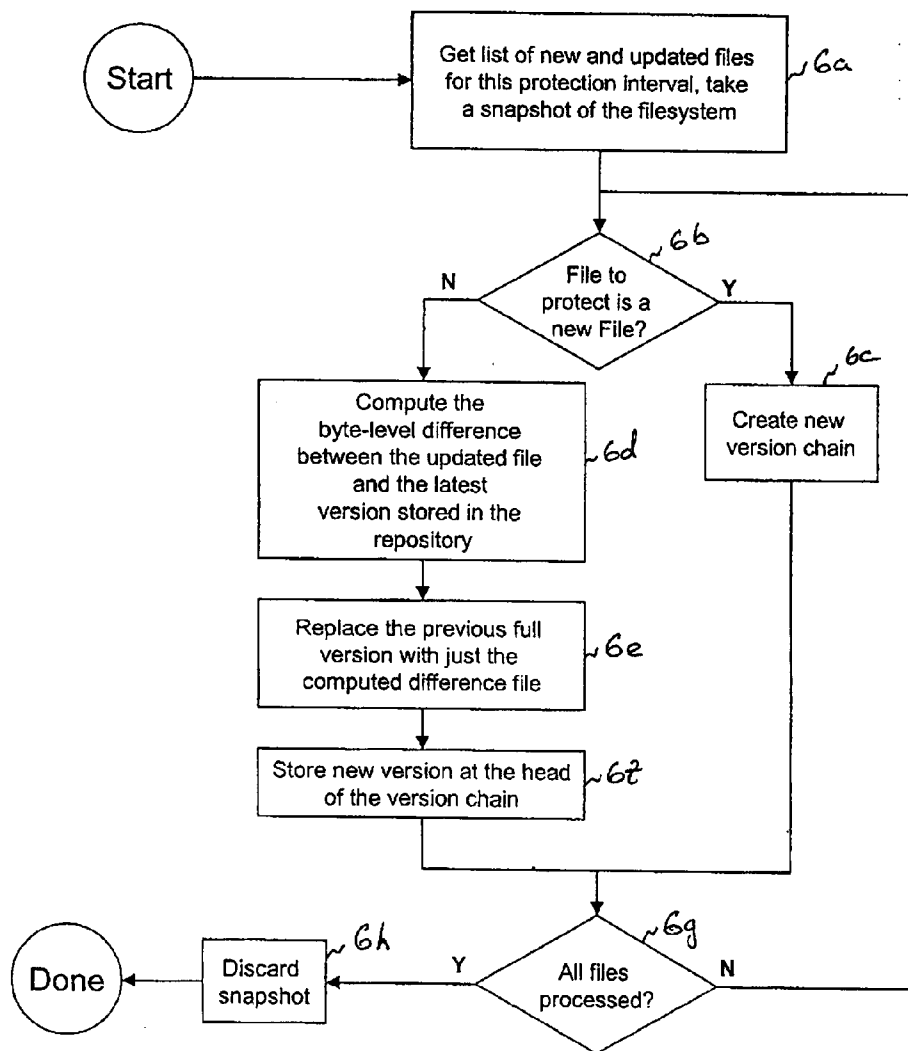 Start
Get list of new and updated files
for this protection interval, take
a snapshot of the filesystem
6a
6b
N
File to
protect is a
new File?
Y
6c
Compute the
byte-level difference
between the updated file
and the latest
version stored in the
repository
6d
Create new
version chain
Replace the previous full
version with just the
computed difference file
6e
Store new version at the head
of the version chain
6f
6g
6h
Done
Discard
snapshot
Y
All files
processed?
N